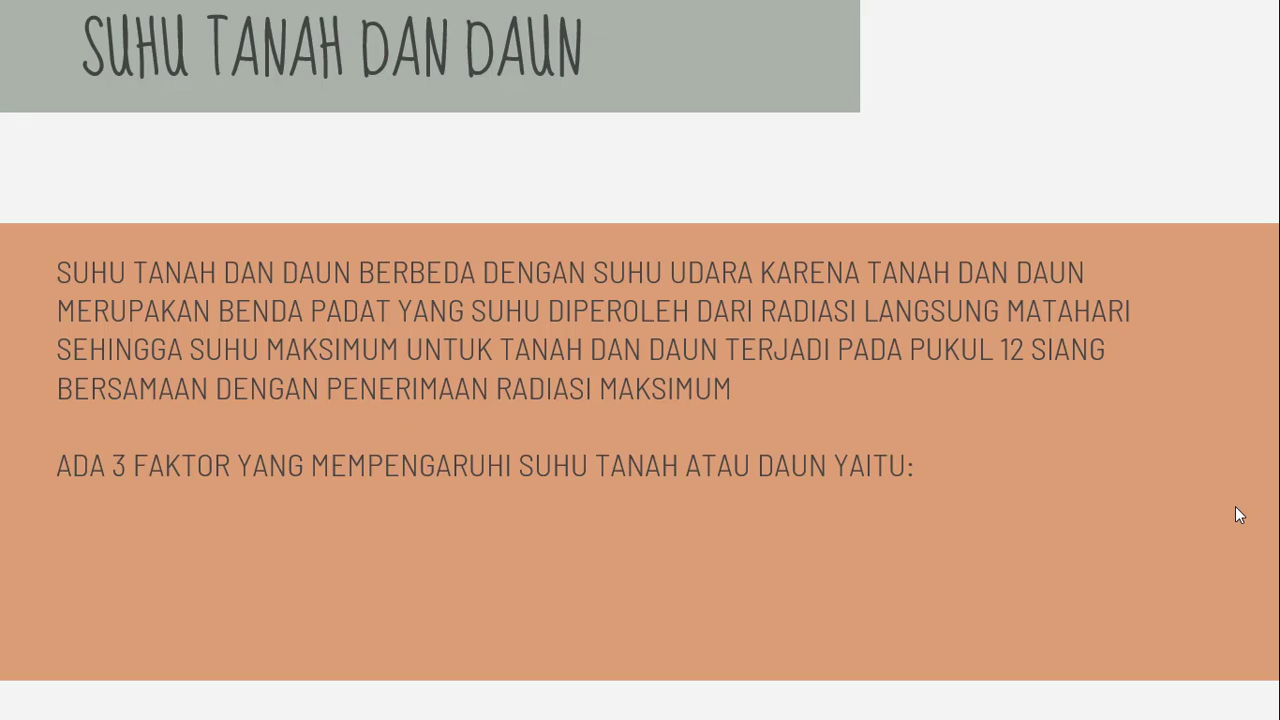 SUHU TANAH DAN DAUN
SUHU TANAH DAN DAUN BERBEDA DENGAN SUHU UDARA KARENA TANAH DAN DAUN
MERUPAKAN BENDA PADAT YANG SUHU DIPEROLEH DARI RADIASI LANGSUNG MATAHARI
SEHINGGA SUHU MAKSIMUM UNTUK TANAH DAN DAUN TERJADI PADA PUKUL 12 SIANG
BERSAMAAN DENGAN PENERIMAAN RADIASI MAKSIMUM
ADA 3 FAKTOR YANG MEMPENGARUHI SUHU TANAH ATAU DAUN YAITU: